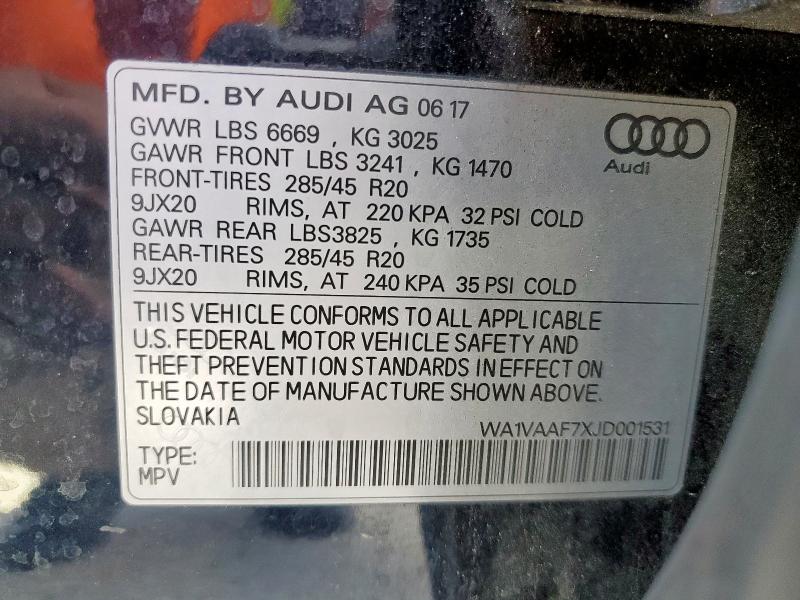 MFD. BY AUDI AG 06 17
GVWR LBS 6669 , KG 3025
GAWR FRONT LBS 3241 , KG 1470
FRONT-TIRES 285/45 R20
9JX20 RIMS, AT 220 KPA 32 PSI COLD
GAWR REAR LBS3825 , KG 1735
REAR-TIRES 285/45 R20
9JX20 RIMS, AT 240 KPA 35 PSI COLD
Audi
THIS VEHICLE CONFORMS TO ALL APPLICABLE
U.S. FEDERAL MOTOR VEHICLE SAFETY AND
THEFT PREVENTION STANDARDS IN EFFECT ON
THE DATE OF MANUFACTURE SHOWN ABOVE.
SLOVAKIA
WA1VAAF7XJD001531
TYPE:
MPV